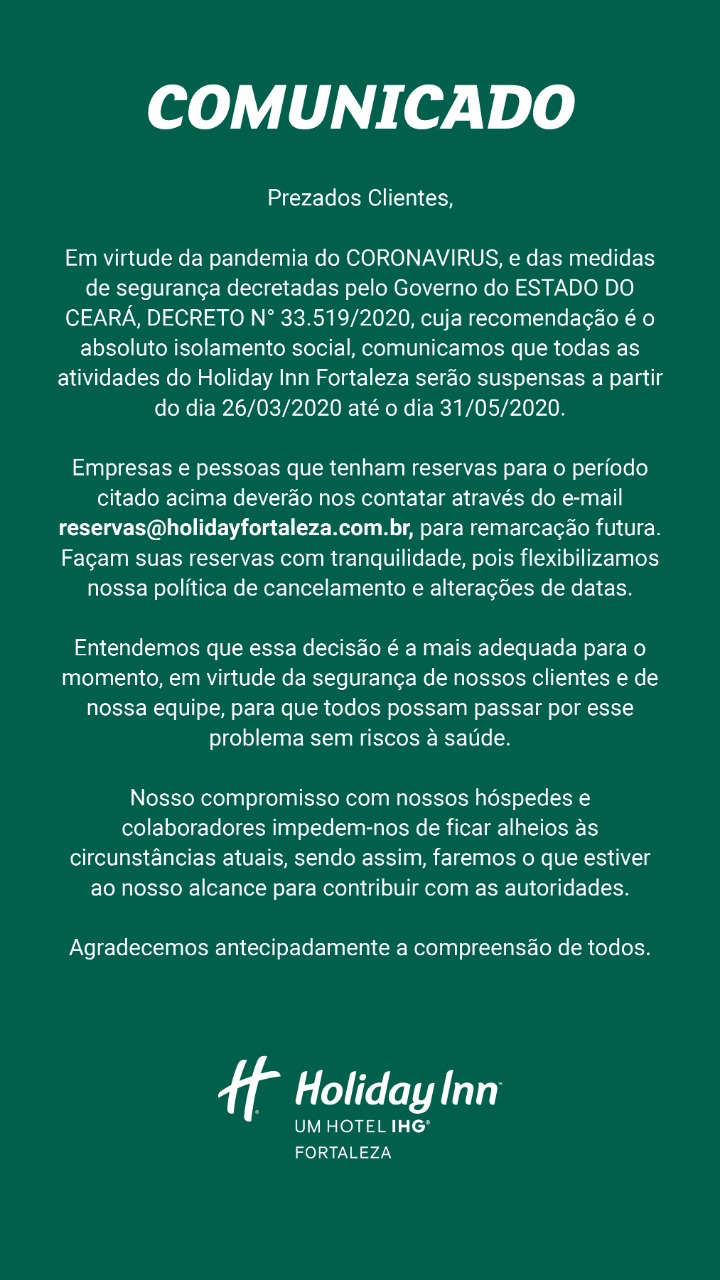 COMUNICADO
Prezados Clientes,
Em virtude da pandemia do CORONAVIRUS, e das medidas
de segurança decretadas pelo Governo do ESTADO DO
CEARÁ, DECRETO N° 33.519/2020, cuja recomendação é o
absoluto isolamento social, comunicamos que todas as
atividades do Holiday Inn Fortaleza serão suspensas a partir
do dia 26/03/2020 até o dia 31/05/2020.
Empresas e pessoas que tenham reservas para o período
citado acima deverão nos contatar através do e-mail
reservas@holidayfortaleza.com.br, para remarcação futura.
Façam suas reservas com tranquilidade, pois flexibilizamos
nossa política de cancelamento e alterações de datas.
Entendemos que essa decisão é a mais adequada para o
momento, em virtude da segurança de nossos clientes e de
nossa equipe, para que todos possam passar por esse
problema sem riscos à saúde.
Nosso compromisso com nossos hóspedes e
colaboradores impedem-nos de ficar alheios às
circunstâncias atuais, sendo assim, faremos o que estiver
ao nosso alcance para contribuir com as autoridades.
Agradecemos antecipadamente a compreensão de todos.
H® Holiday Inn™
UM HOTEL IHG®
FORTALEZA